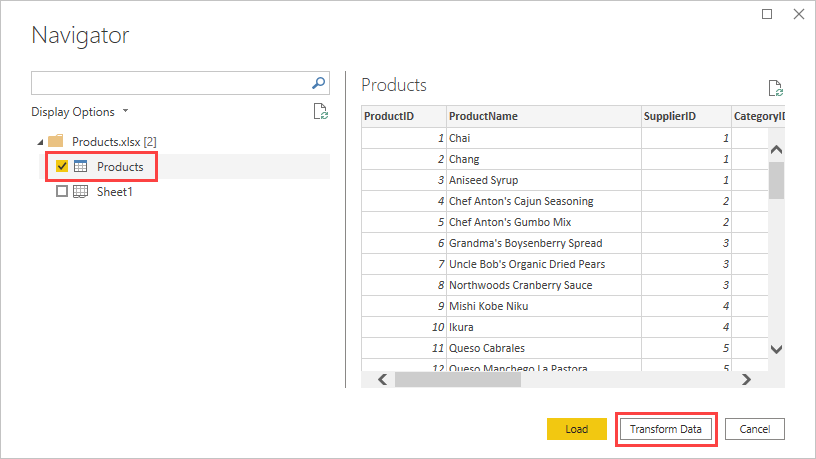 Navigator
Display Options
Products.xlsx [2]
Products
Sheet1
Products
ProductID ProductName SupplierID CategoryID
1 Chai 1
2 Chang 1
3 Aniseed Syrup 1
4 Chef Anton's Cajun Seasoning 2
5 Chef Anton's Gumbo Mix 2
6 Grandma's Boysenberry Spread 3
7 Uncle Bob's Organic Dried Pears 3
8 Northwoods Cranberry Sauce 3
9 Mishi Kobe Niku 4
10 Ikura 4
11 Queso Cabrales 5
12 Queso Manchego La Pastora 5
Load Transform Data Cancel